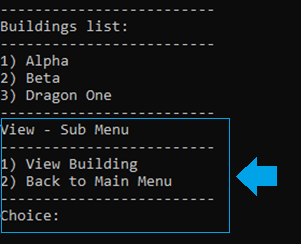 -------------------------
Buildings list:
-------------------------
1) Alpha
2) Beta
3) Dragon One
-------------------------
View - Sub Menu
-------------------------
1) View Building
2) Back to Main Menu
-------------------------
Choice: